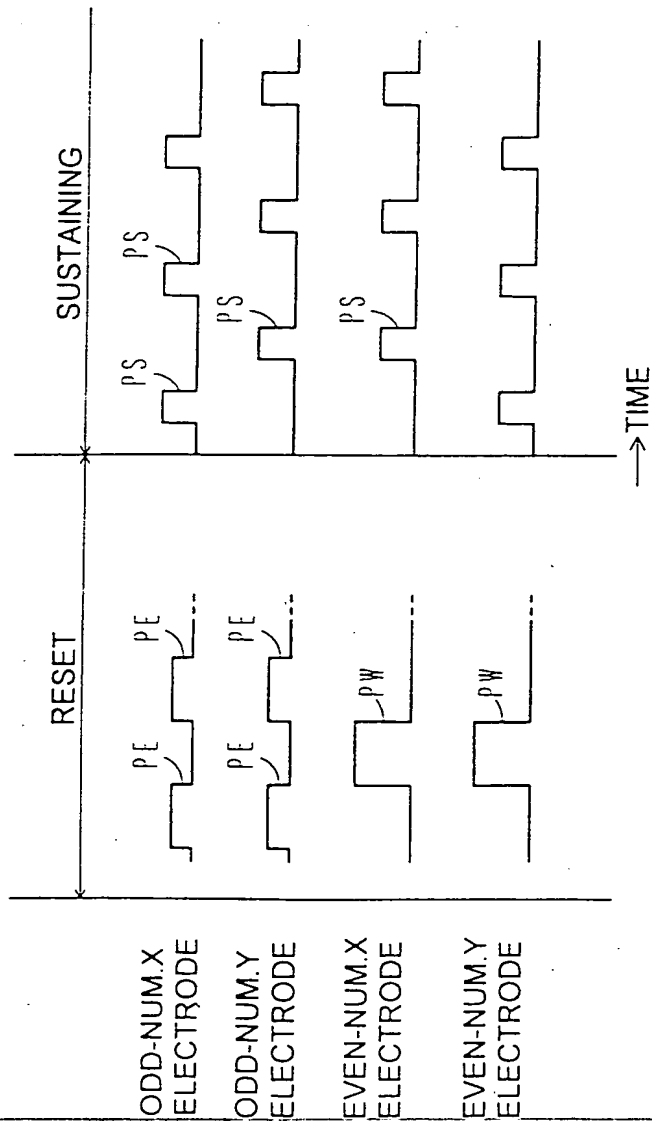 RESET
SUSTAINING
ODD-NUM.X
ELECTRODE
PE
PE
PS
PS
ODD-NUM.Y
ELECTRODE
PE
PE
PS
EVEN-NUM.X
ELECTRODE
PW
PS
EVEN-NUM.Y
ELECTRODE
PW
→ TIME